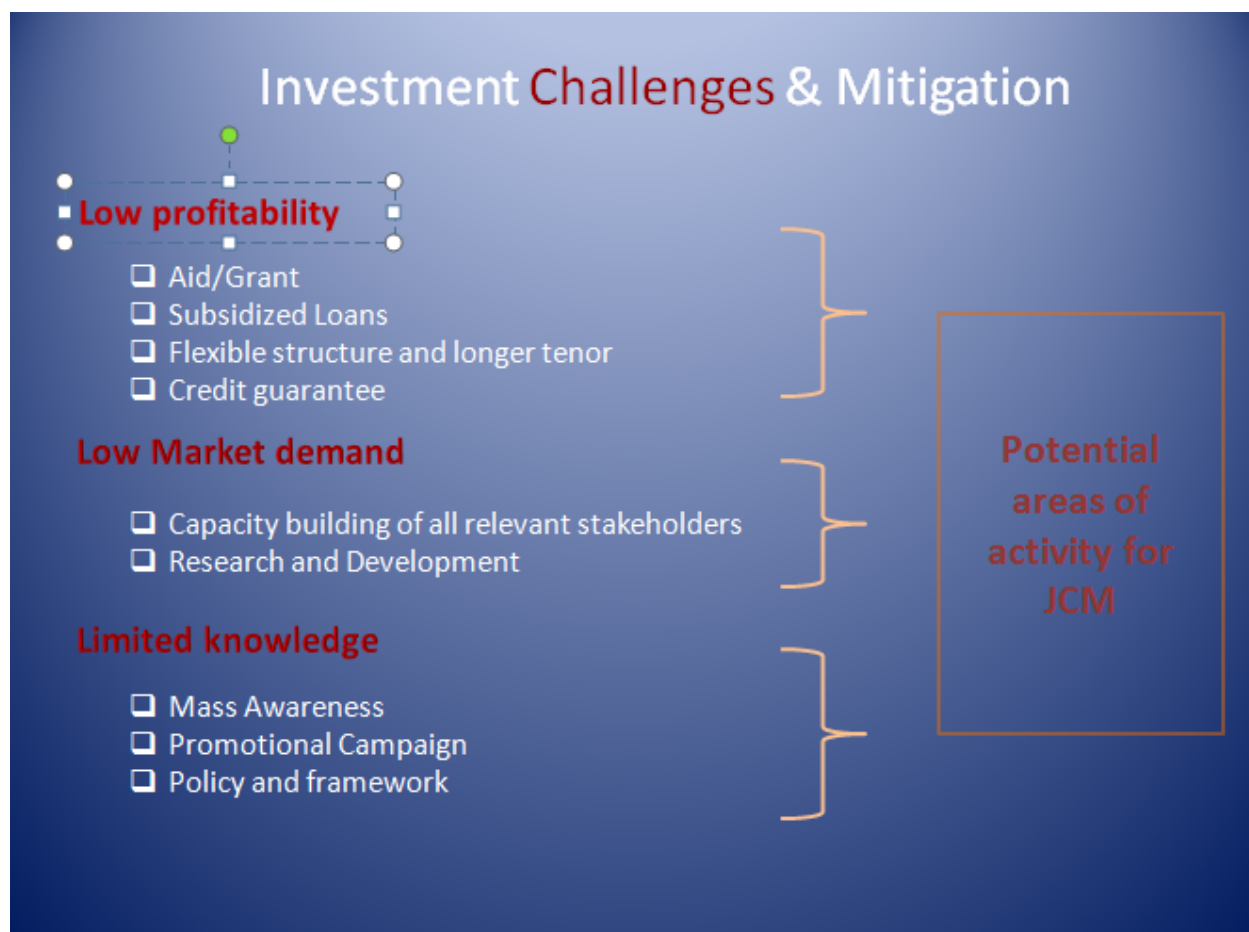 Investment Challenges & Mitigation
Low profitability
Aid/Grant
Subsidized Loans
Flexible structure and longer tenor
Credit guarantee
Low Market demand
Capacity building of all relevant stakeholders
Research and Development
Limited knowledge
Mass Awareness
Promotional Campaign
Policy and framework
Potential
areas of
activity for
JCM